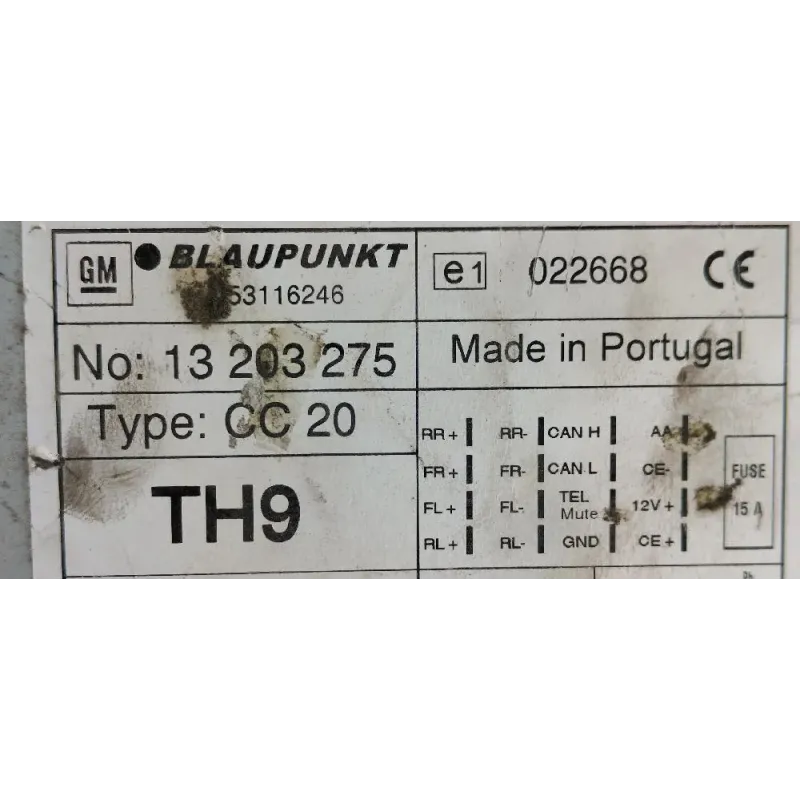 GM BLAUPUNKT
53116246
e1 022668 CE
No: 13 203 275
Made in Portugal
Type: CC 20
TH9
RR+ RR- CAN H AA
FR+ FR- CAN L CE-
FL+ FL- TEL Mute 12V+
RL+ RL- GND CE+
FUSE
15 A